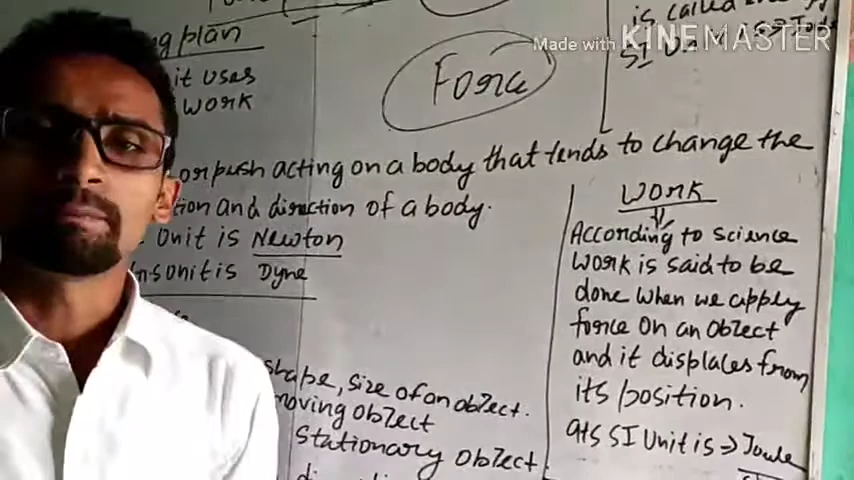 is called
Made with KINEMASTER
SI
ng plan
it uses
WORK
Force
or push acting on a body that tends to change the
tion and direction of a body.
Unit is Newton
unit is Dyne
shape, size of an object.
moving object
Stationary object
WORK
According to science
WORK is said to be
done when we apply
force on an object
and it displaces from
its position.
Its SI Unit is ⇒ Joule